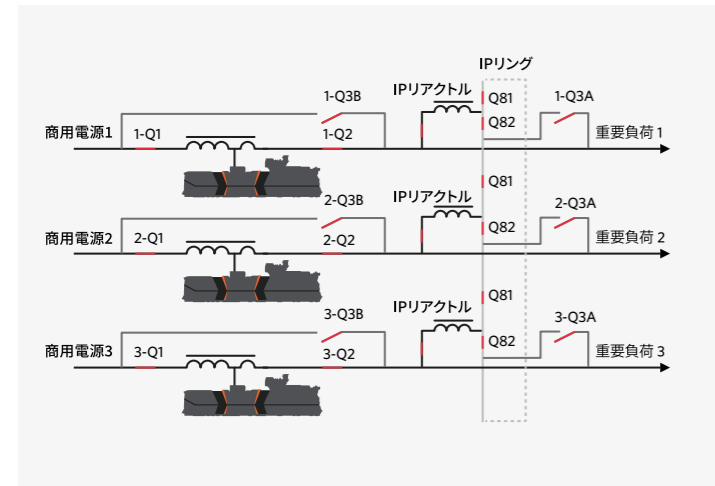 IPリング
1-Q3B
IPリアクトル
Q81
1-Q3A
商用電源1
1-Q1
1-Q2
Q82
重要負荷 1
Q81
2-Q3B
IPリアクトル
2-Q3A
商用電源2
2-Q1
2-Q2
Q82
重要負荷 2
Q81
3-Q3B
IPリアクトル
3-Q3A
商用電源3
3-Q1
3-Q2
Q82
重要負荷 3